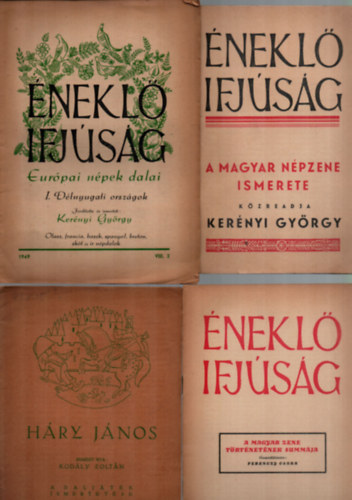 ÉNEKLŐ
IFJÚSÁG
Európai népek dalai
I. Délnyugati országok
Kerényi György
1949
ÉNEKLŐ
IFJÚSÁG
A MAGYAR NÉPZENE
ISMERETE
KÖZREADJA
KERÉNYI GYÖRGY
HÁRY JÁNOS
KODÁLY ZOLTÁN
ÉNEKLŐ
IFJÚSÁG
A MAGYAR ZENE
TÖRTÉNETÉNEK SUMMÁJA